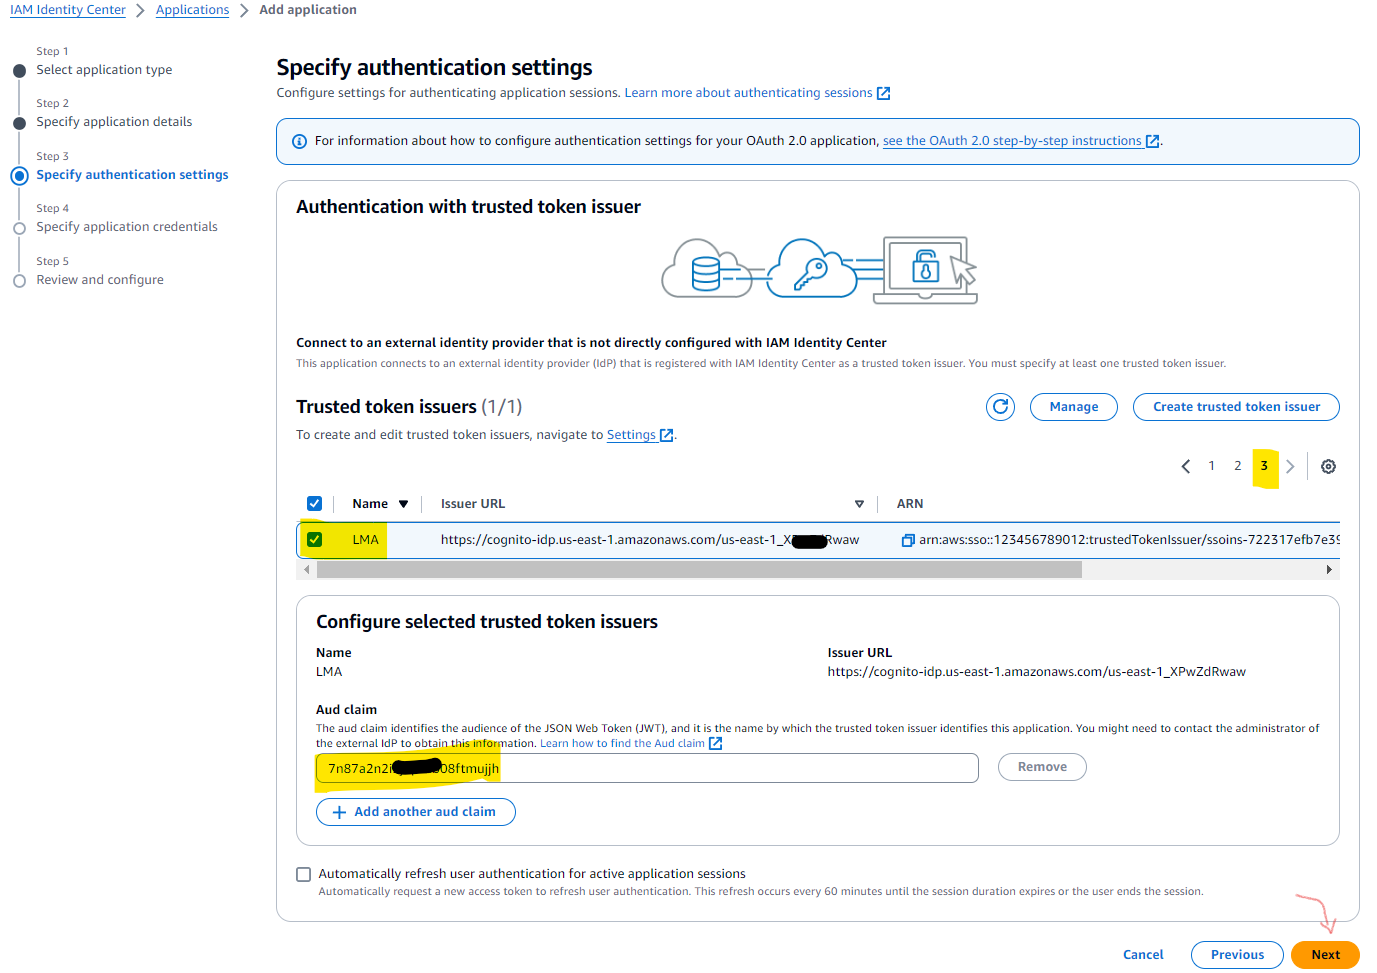 IAM Identity Center > Applications > Add application
Step 1
Select application type
Step 2
Specify application details
Step 3
Specify authentication settings
Step 4
Specify application credentials
Step 5
Review and configure
Specify authentication settings
Configure settings for authenticating application sessions. Learn more about authenticating sessions
For information about how to configure authentication settings for your OAuth 2.0 application, see the OAuth 2.0 step-by-step instructions.
Authentication with trusted token issuer
Connect to an external identity provider that is not directly configured with IAM Identity Center
This application connects to an external identity provider (IdP) that is registered with IAM Identity Center as a trusted token issuer. You must specify at least one trusted token issuer.
Trusted token issuers (1/1)
Manage
Create trusted token issuer
To create and edit trusted token issuers, navigate to Settings.
1 2 3
Name Issuer URL ARN
LMA https://cognito-idp.us-east-1.amazonaws.com/us-east-1_X Rwaw arn:aws:sso::123456789012:trustedTokenIssuer/ssoins-722317efb7e39
Configure selected trusted token issuers
Name Issuer URL
LMA https://cognito-idp.us-east-1.amazonaws.com/us-east-1_XPwZdRwaw
Aud claim
The aud claim identifies the audience of the JSON Web Token (JWT), and it is the name by which the trusted token issuer identifies this application. You might need to contact the administrator of
the external IdP to obtain this information. Learn how to find the Aud claim
7n87a2n2i 08ftmujjh
Remove
+ Add another aud claim
Automatically refresh user authentication for active application sessions
Automatically request a new access token to refresh user authentication. This refresh occurs every 60 minutes until the session duration expires or the user ends the session.
Cancel Previous Next